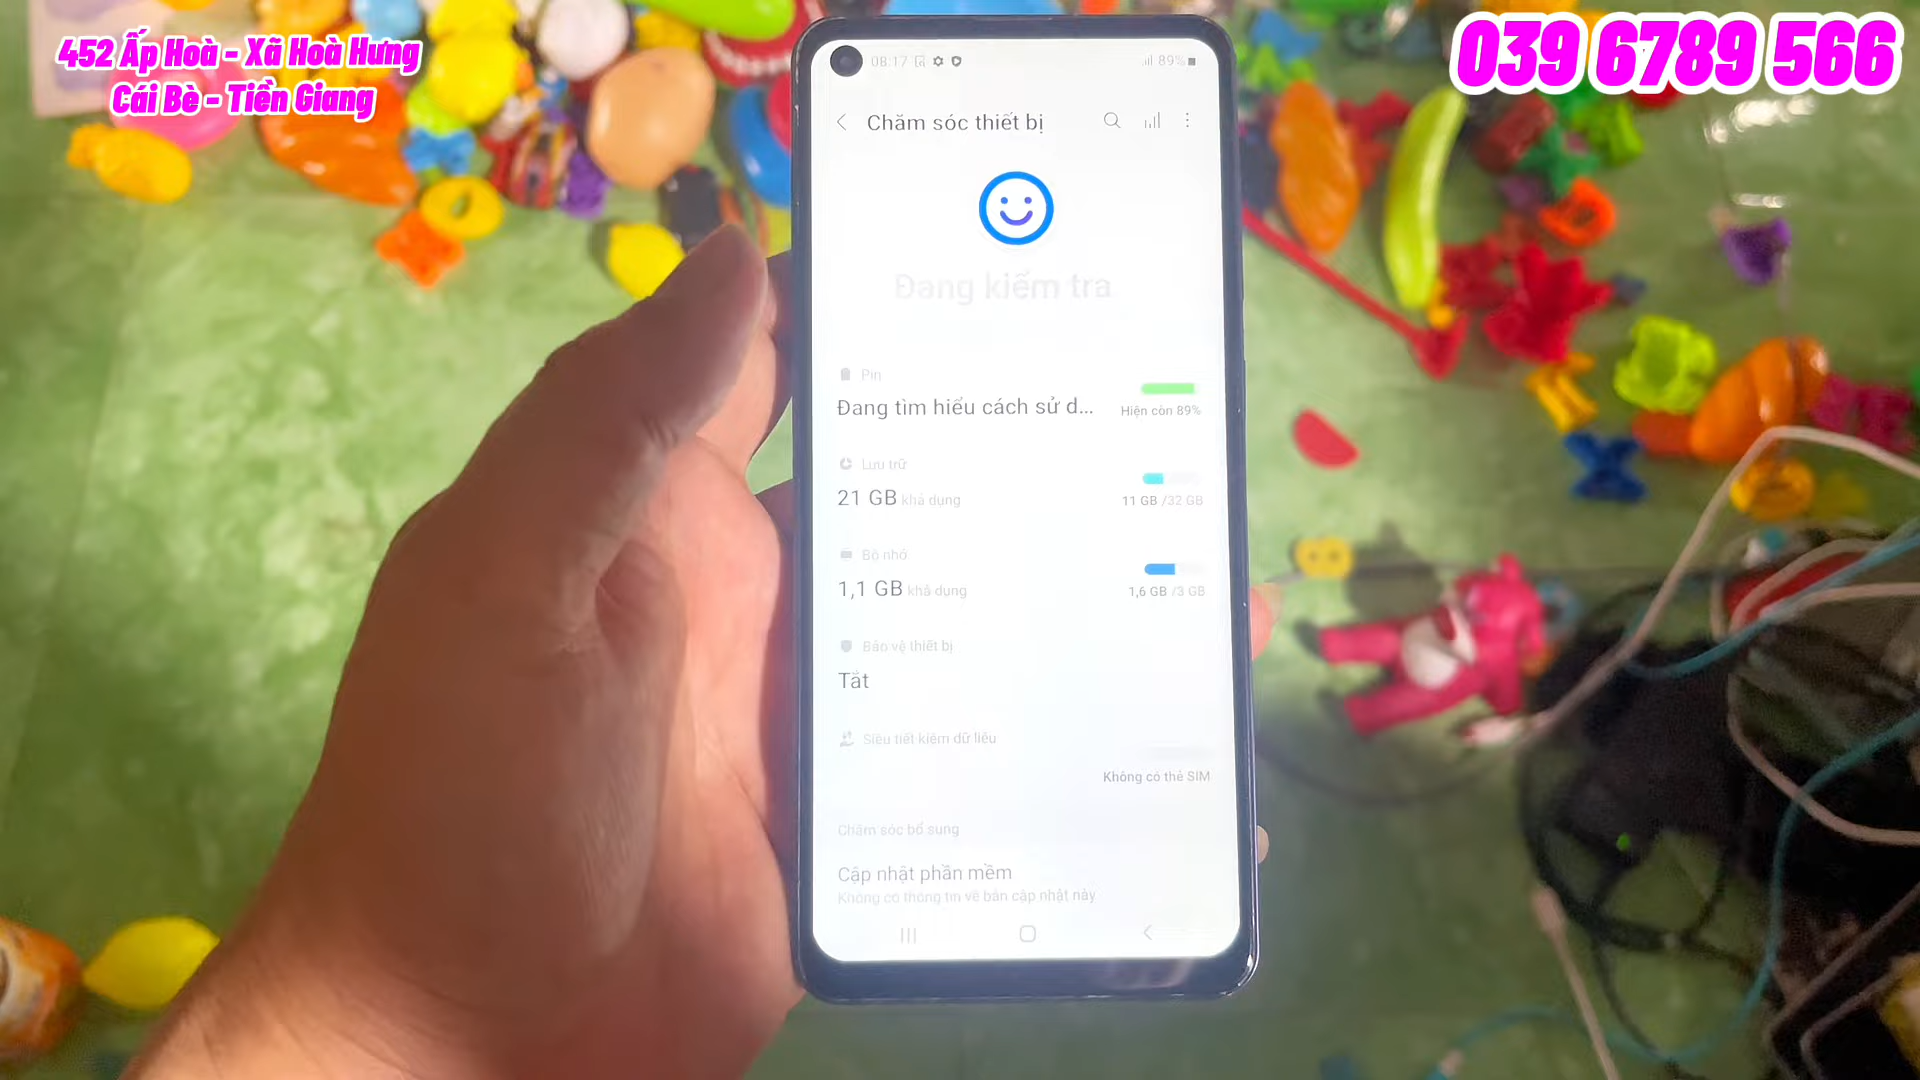 452 Ấp Hoà - Xã Hoà Hưng
Cái Bè - Tiền Giang
039 6789 566
08:17
89%
Chăm sóc thiết bị
Đang kiểm tra
Pin
Đang tìm hiểu cách sử d...
Hiện còn 89%
Lưu trữ
21 GB khả dụng
11 GB /32 GB
Bộ nhớ
1,1 GB khả dụng
1,6 GB /3 GB
Bảo vệ thiết bị
Tắt
Siêu tiết kiệm dữ liệu
Không có thẻ SIM
Chăm sóc bổ sung
Cập nhật phần mềm
Không có thông tin về bản cập nhật này